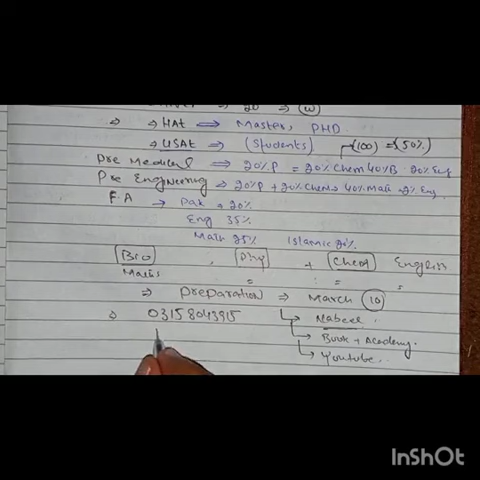 ⇒ HAt ⇒ Master, PHD
→ USAt ⇒ (Students) (100) = (50%)
Pre Medical ⇒ 20% P = 20% Chem 40% B 20% Eng
Pre Engineering ⇒ 20% P + 20% Chem 40% Math Eng
F.A → Pak 20%
Eng 35%
Math 25% Islamic 20%
Bio , Phy + Chem English
Maths = = =
⇒ Preparation ⇒ March 10
⇒ 03158043915 → Nabeel.
→ Book + Academy.
→ Youtube..
InShOt